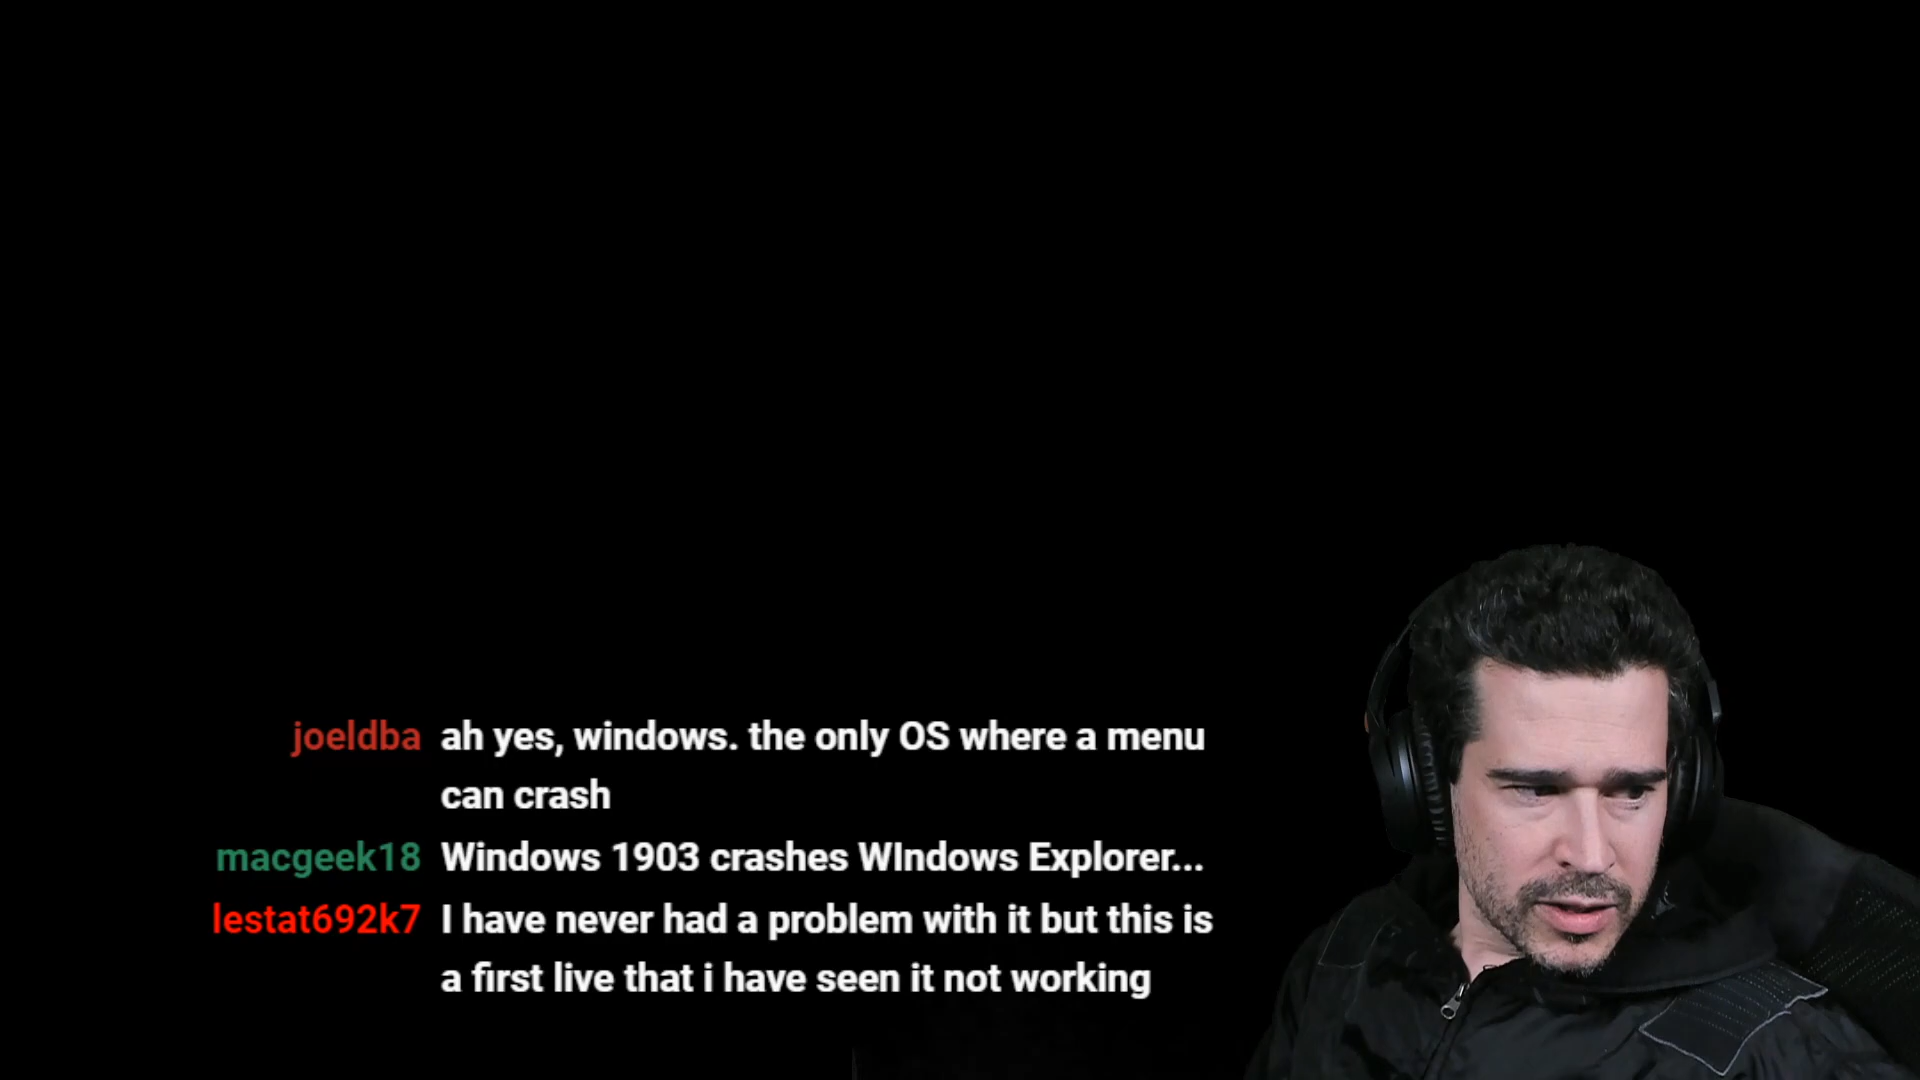 joeldba ah yes, windows. the only OS where a menu
can crash
macgeek18 Windows 1903 crashes WIndows Explorer...
lestat692k7 I have never had a problem with it but this is
a first live that i have seen it not working